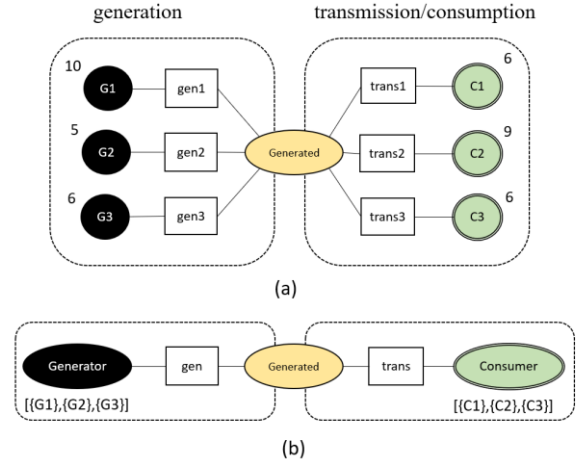 generation transmission/consumption
10 6
G1 gen1 trans1 C1
5 9
G2 gen2 Generated trans2 C2
6 6
G3 gen3 trans3 C3
(a)
Generator gen Generated trans Consumer
[{G1},{G2},{G3}] [{C1},{C2},{C3}]
(b)